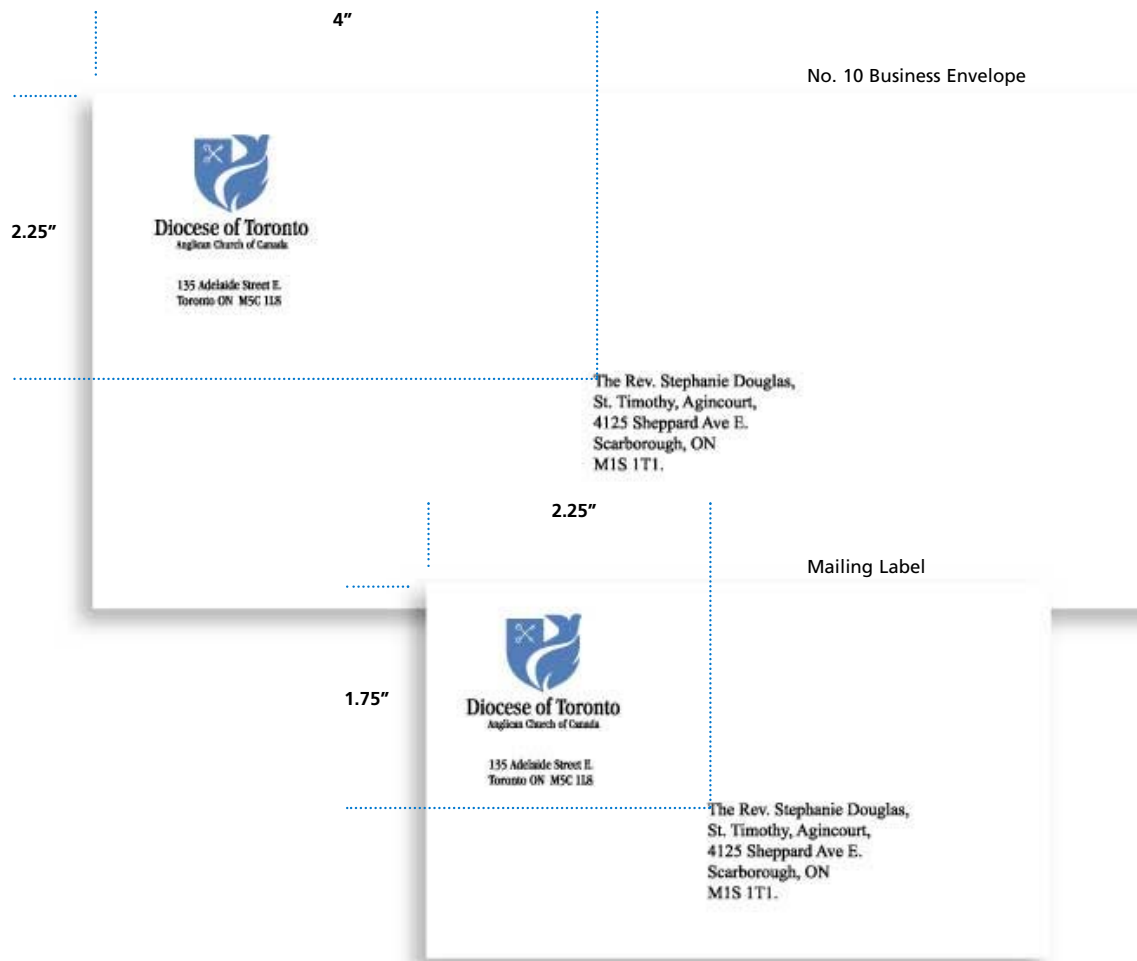 4”
No. 10 Business Envelope
2.25”
Diocese of Toronto
Anglican Church of Canada
135 Adelaide Street E.
Toronto ON M5C 1L8
The Rev. Stephanie Douglas,
St. Timothy, Agincourt,
4125 Sheppard Ave E.
Scarborough, ON
M1S 1T1.
2.25”
Mailing Label
1.75”
Diocese of Toronto
Anglican Church of Canada
135 Adelaide Street E.
Toronto ON M5C 1L8
The Rev. Stephanie Douglas,
St. Timothy, Agincourt,
4125 Sheppard Ave E.
Scarborough, ON
M1S 1T1.